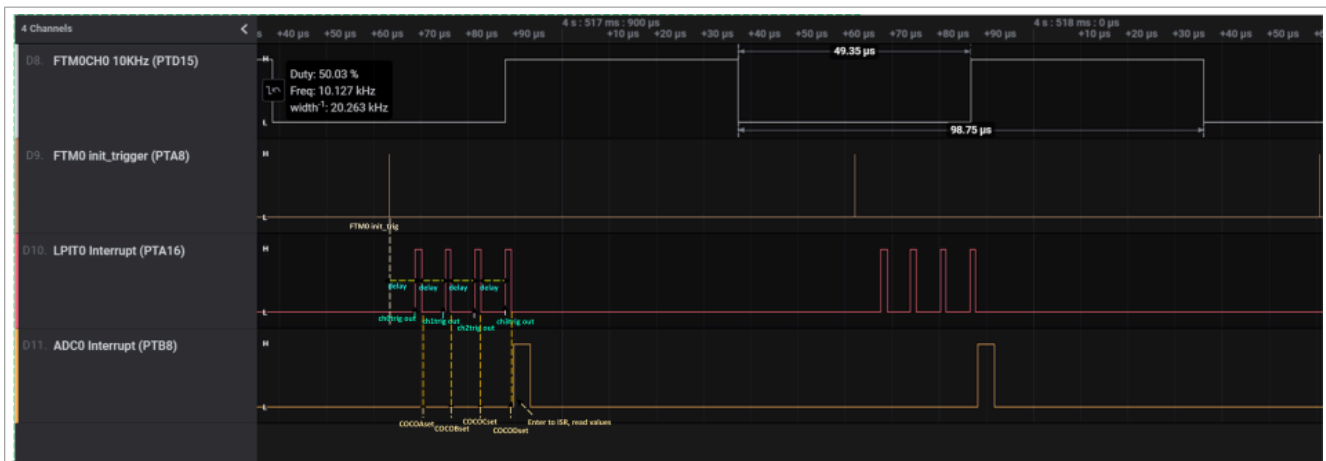 4 Channels
4 s : 517 ms : 900 µs
4 s : 518 ms : 0 µs
s +40 µs +50 µs +60 µs +70 µs +80 µs +90 µs +10 µs +20 µs +30 µs +40 µs +50 µs +60 µs +70 µs +80 µs +90 µs +10 µs +20 µs +30 µs +40 µs +50 µs
D8. FTM0CH0 10KHz (PTD15)
H
L
Duty: 50.03 %
Freq: 10.127 kHz
width⁻¹: 20.263 kHz
49.35 µs
98.75 µs
D9. FTM0 init_trigger (PTA8)
H
L
FTM0 init_trig
D10. LPIT0 Interrupt (PTA16)
H
delay delay delay delay
L
ch0trig out ch1trig out ch2trig out ch3trig out
D11. ADC0 Interrupt (PTB8)
H
L
COCOAset COCOBset COCOCset COCODset
Enter to ISR, read values